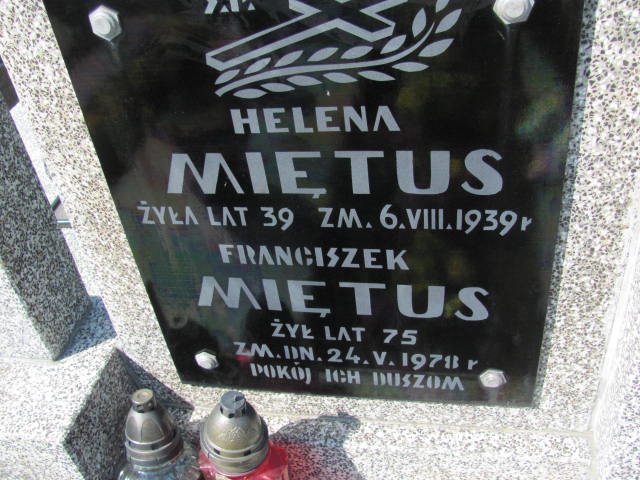 Ś.P.
HELENA
MIĘTUS
ŻYŁA LAT 39 ZM. 6.VIII.1939 r
FRANCISZEK
MIĘTUS
ŻYŁ LAT 75
ZM. DN. 24.V.1978 r
POKÓJ ICH DUSZOM